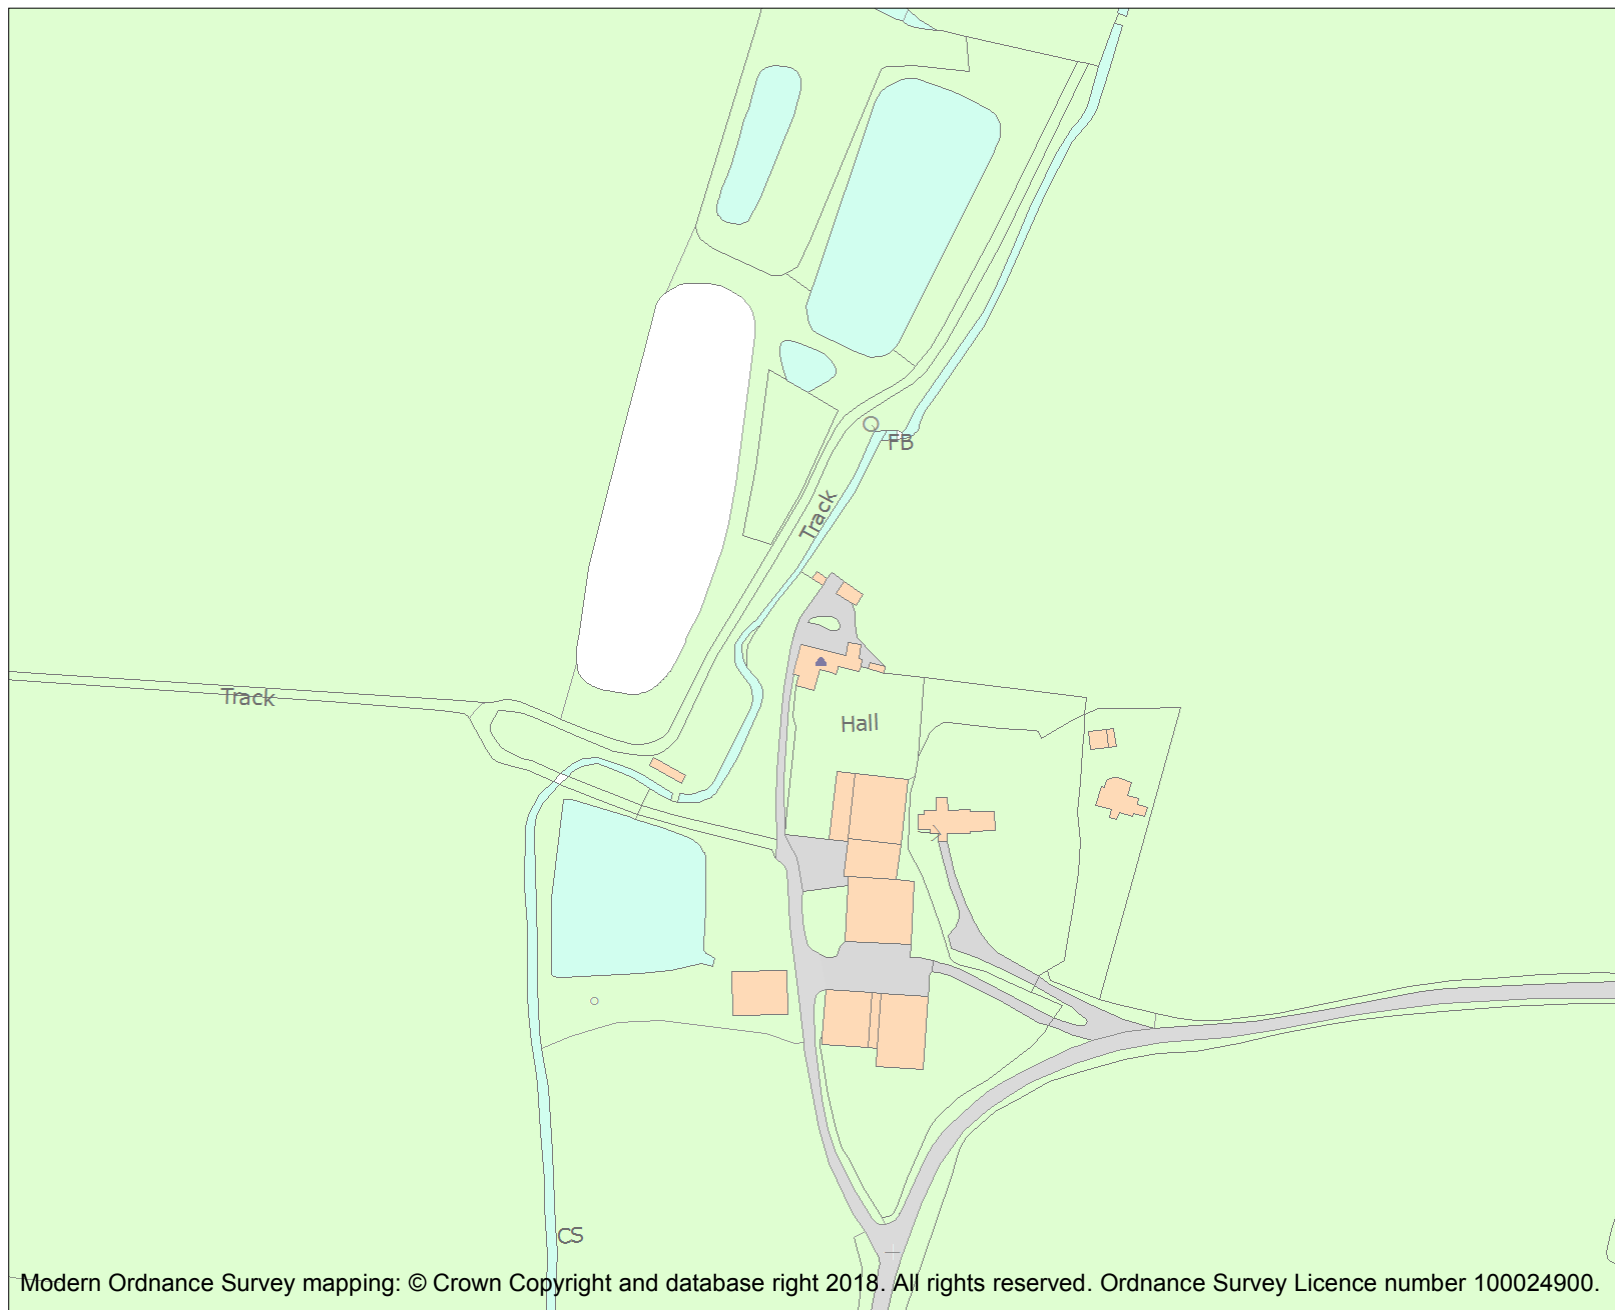 FB
Track
Track
Hall
CS
Modern Ordnance Survey mapping: © Crown Copyright and database right 2018. All rights reserved. Ordnance Survey Licence number 100024900.